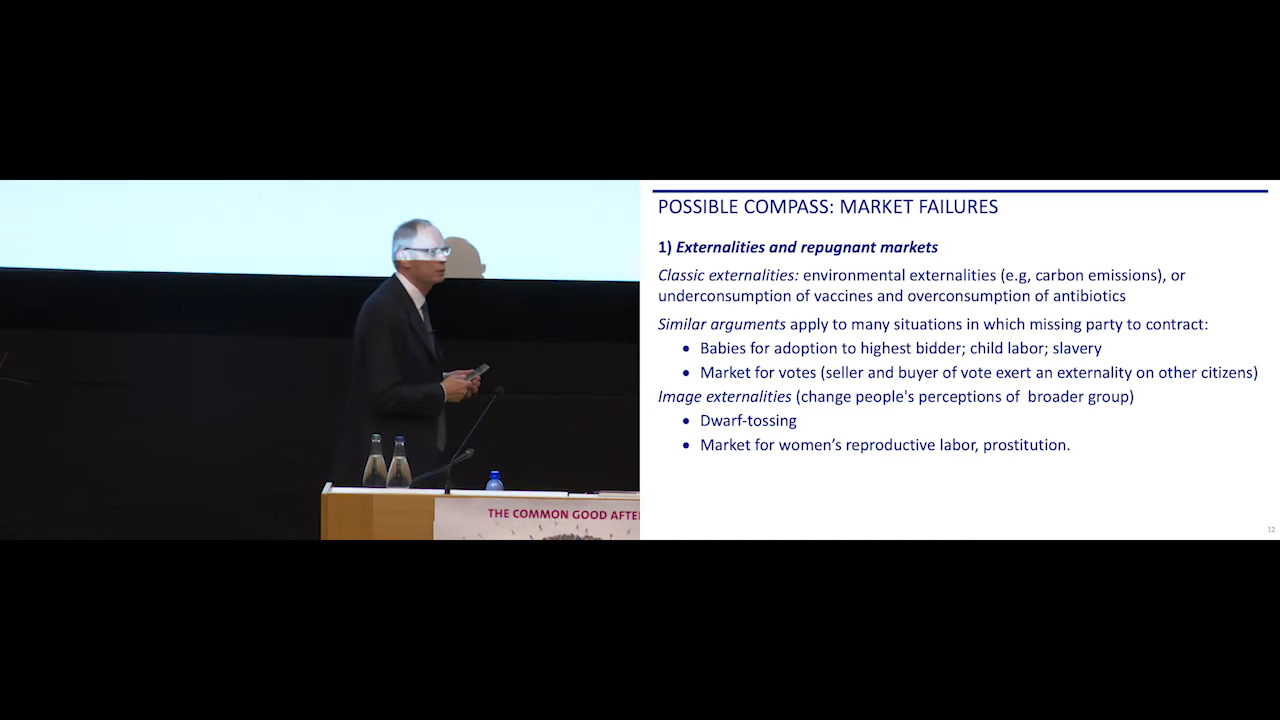 POSSIBLE COMPASS: MARKET FAILURES
1) Externalities and repugnant markets
Classic externalities: environmental externalities (e.g, carbon emissions), or
underconsumption of vaccines and overconsumption of antibiotics
Similar arguments apply to many situations in which missing party to contract:
• Babies for adoption to highest bidder; child labor; slavery
• Market for votes (seller and buyer of vote exert an externality on other citizens)
Image externalities (change people's perceptions of broader group)
• Dwarf-tossing
• Market for women’s reproductive labor, prostitution.
12
THE COMMON GOOD AFTE